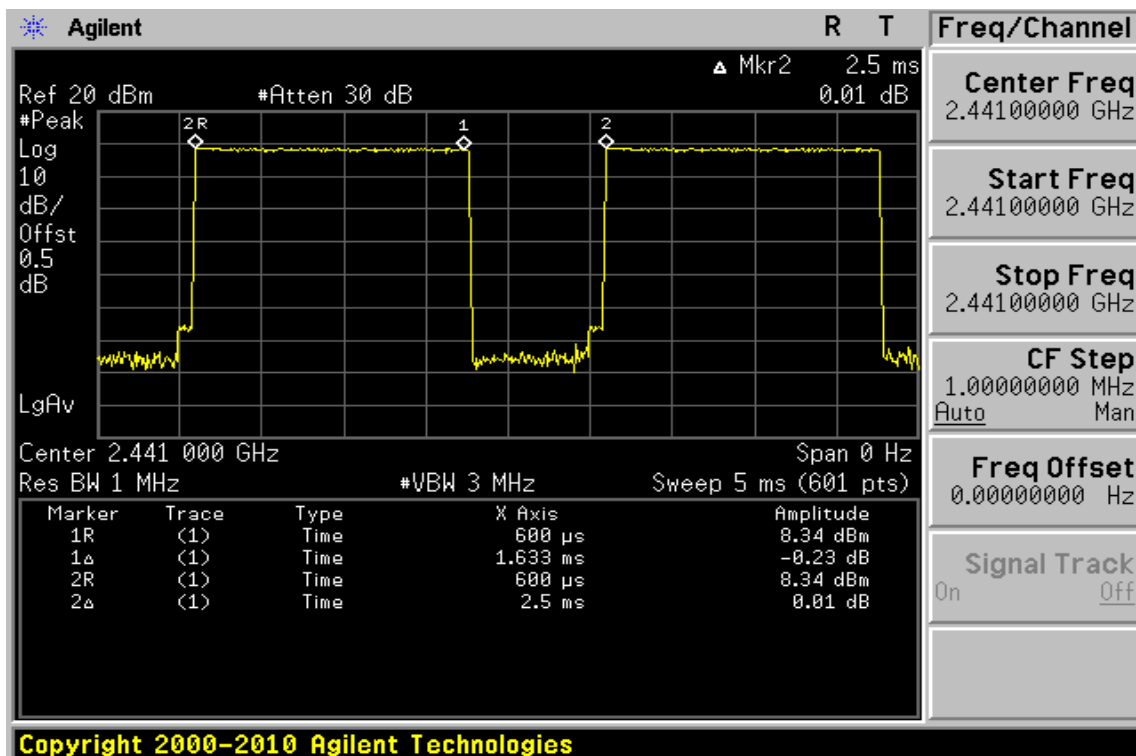 Agilent R T
Δ Mkr2 2.5 ms
Ref 20 dBm #Atten 30 dB 0.01 dB
#Peak
Log
10
dB/
Offst
0.5
dB
LgAv
2R
1
2
Center 2.441 000 GHz Span 0 Hz
Res BW 1 MHz #VBW 3 MHz Sweep 5 ms (601 pts)
Marker Trace Type X Axis Amplitude
1R (1) Time 600 µs 8.34 dBm
1Δ (1) Time 1.633 ms -0.23 dB
2R (1) Time 600 µs 8.34 dBm
2Δ (1) Time 2.5 ms 0.01 dB
Freq/Channel
Center Freq
2.44100000 GHz
Start Freq
2.44100000 GHz
Stop Freq
2.44100000 GHz
CF Step
1.00000000 MHz
Auto Man
Freq Offset
0.00000000 Hz
Signal Track
On Off
Copyright 2000-2010 Agilent Technologies